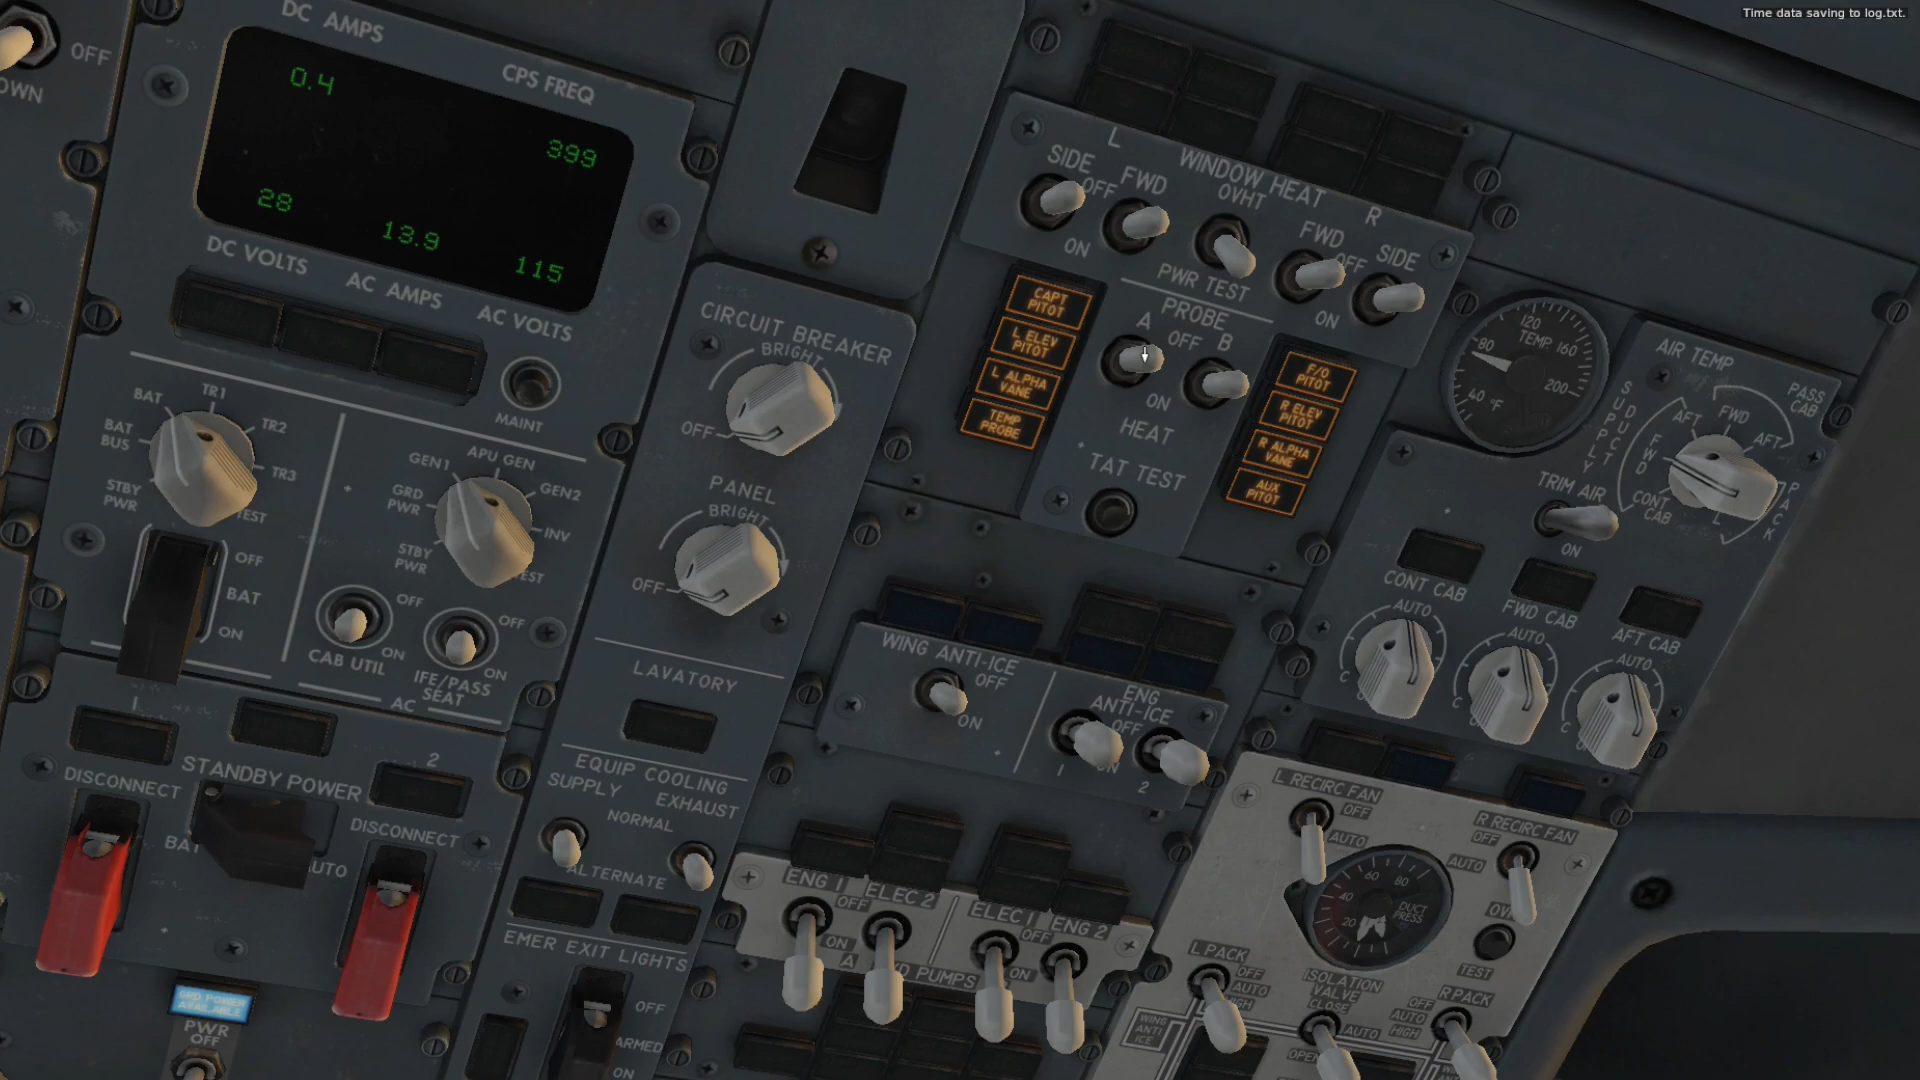 Time data saving to log.txt.
OFF
OWN
DC AMPS
CPS FREQ
0.4
399
28
13.9
115
DC VOLTS
AC AMPS
AC VOLTS
MAINT
BAT
TR1
TR2
BAT
BUS
TR3
STBY
PWR
OFF
BAT
ON
APU GEN
GEN1
GEN2
GRD
PWR
INV
STBY
PWR
OFF
ON
CAB UTIL
OFF
ON
IFE/PASS
SEAT
AC
1
2
STANDBY POWER
DISCONNECT
DISCONNECT
GRD POWER
AVAILABLE
PWR
OFF
CIRCUIT BREAKER
BRIGHT
OFF
PANEL
BRIGHT
OFF
LAVATORY
EQUIP COOLING
SUPPLY
EXHAUST
NORMAL
ALTERNATE
EMER EXIT LIGHTS
OFF
ARMED
ON
L
WINDOW HEAT
R
SIDE
OFF
FWD
OVHT
FWD
OFF
SIDE
ON
PWR TEST
ON
PROBE
A
OFF
B
ON
HEAT
TAT TEST
CAPT
PITOT
L ELEV
PITOT
L ALPHA
VANE
TEMP
PROBE
F/O
PITOT
R ELEV
PITOT
R ALPHA
VANE
AUX
PITOT
WING ANTI-ICE
OFF
ON
ENG
ANTI-ICE
OFF
ON
1
2
ENG 1
ELEC 2
ELEC 1
ENG 2
OFF
OFF
ON
ON
A
PUMPS
120
TEMP
160
80
200
40
°F
AIR TEMP
SUPPLY
DUCT
AFT
FWD
CONT
CAB
FWD
AFT
PASS
CAB
L
PACK
TRIM AIR
ON
CONT CAB
FWD CAB
AFT CAB
AUTO
AUTO
AUTO
C
C
C
L RECIRC FAN
OFF
AUTO
R RECIRC FAN
OFF
AUTO
60
80
40
20
DUCT
PRESS
TEST
L PACK
OFF
AUTO
HIGH
ISOLATION
VALVE
CLOSE
AUTO
OPEN
R PACK
OFF
AUTO
HIGH
WING
ANTI
ICE